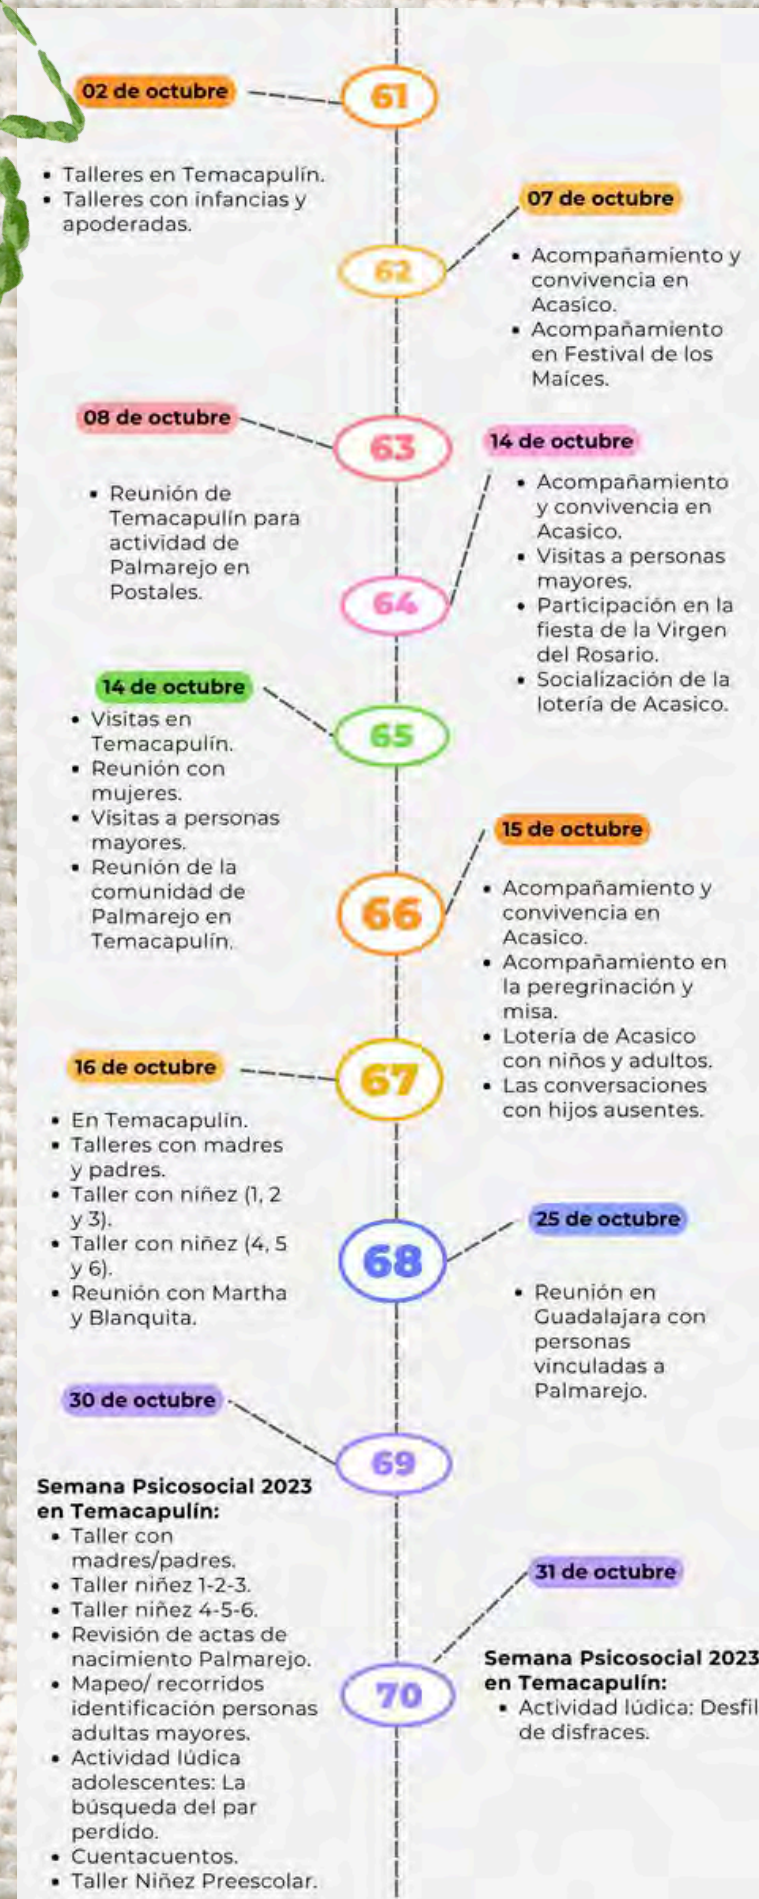 02 de octubre
61
• Talleres en Temacapulín.
• Talleres con infancias y
apoderadas.
07 de octubre
62
• Acompañamiento y
convivencia en
Acasico.
• Acompañamiento
en Festival de los
Maíces.
08 de octubre
63
• Reunión de
Temacapulín para
actividad de
Palmarejo en
Postales.
14 de octubre
64
• Acompañamiento
y convivencia en
Acasico.
• Visitas a personas
mayores.
• Participación en la
fiesta de la Virgen
del Rosario.
• Socialización de la
lotería de Acasico.
14 de octubre
65
• Visitas en
Temacapulín.
• Reunión con
mujeres.
• Visitas a personas
mayores.
• Reunión de la
comunidad de
Palmarejo en
Temacapulín.
15 de octubre
66
• Acompañamiento y
convivencia en
Acasico.
• Acompañamiento en
la peregrinación y
misa.
• Lotería de Acasico
con niños y adultos.
• Las conversaciones
con hijos ausentes.
16 de octubre
67
• En Temacapulín.
• Talleres con madres
y padres.
• Taller con niñez (1, 2
y 3).
• Taller con niñez (4, 5
y 6).
• Reunión con Martha
y Blanquita.
25 de octubre
68
• Reunión en
Guadalajara con
personas
vinculadas a
Palmarejo.
30 de octubre
69
Semana Psicosocial 2023
en Temacapulín:
• Taller con
madres/padres.
• Taller niñez 1-2-3.
• Taller niñez 4-5-6.
• Revisión de actas de
nacimiento Palmarejo.
• Mapeo/ recorridos
identificación personas
adultas mayores.
• Actividad lúdica
adolescentes: La
búsqueda del par
perdido.
• Cuentacuentos.
• Taller Niñez Preescolar.
31 de octubre
70
Semana Psicosocial 2023
en Temacapulín:
• Actividad lúdica: Desfil
de disfraces.